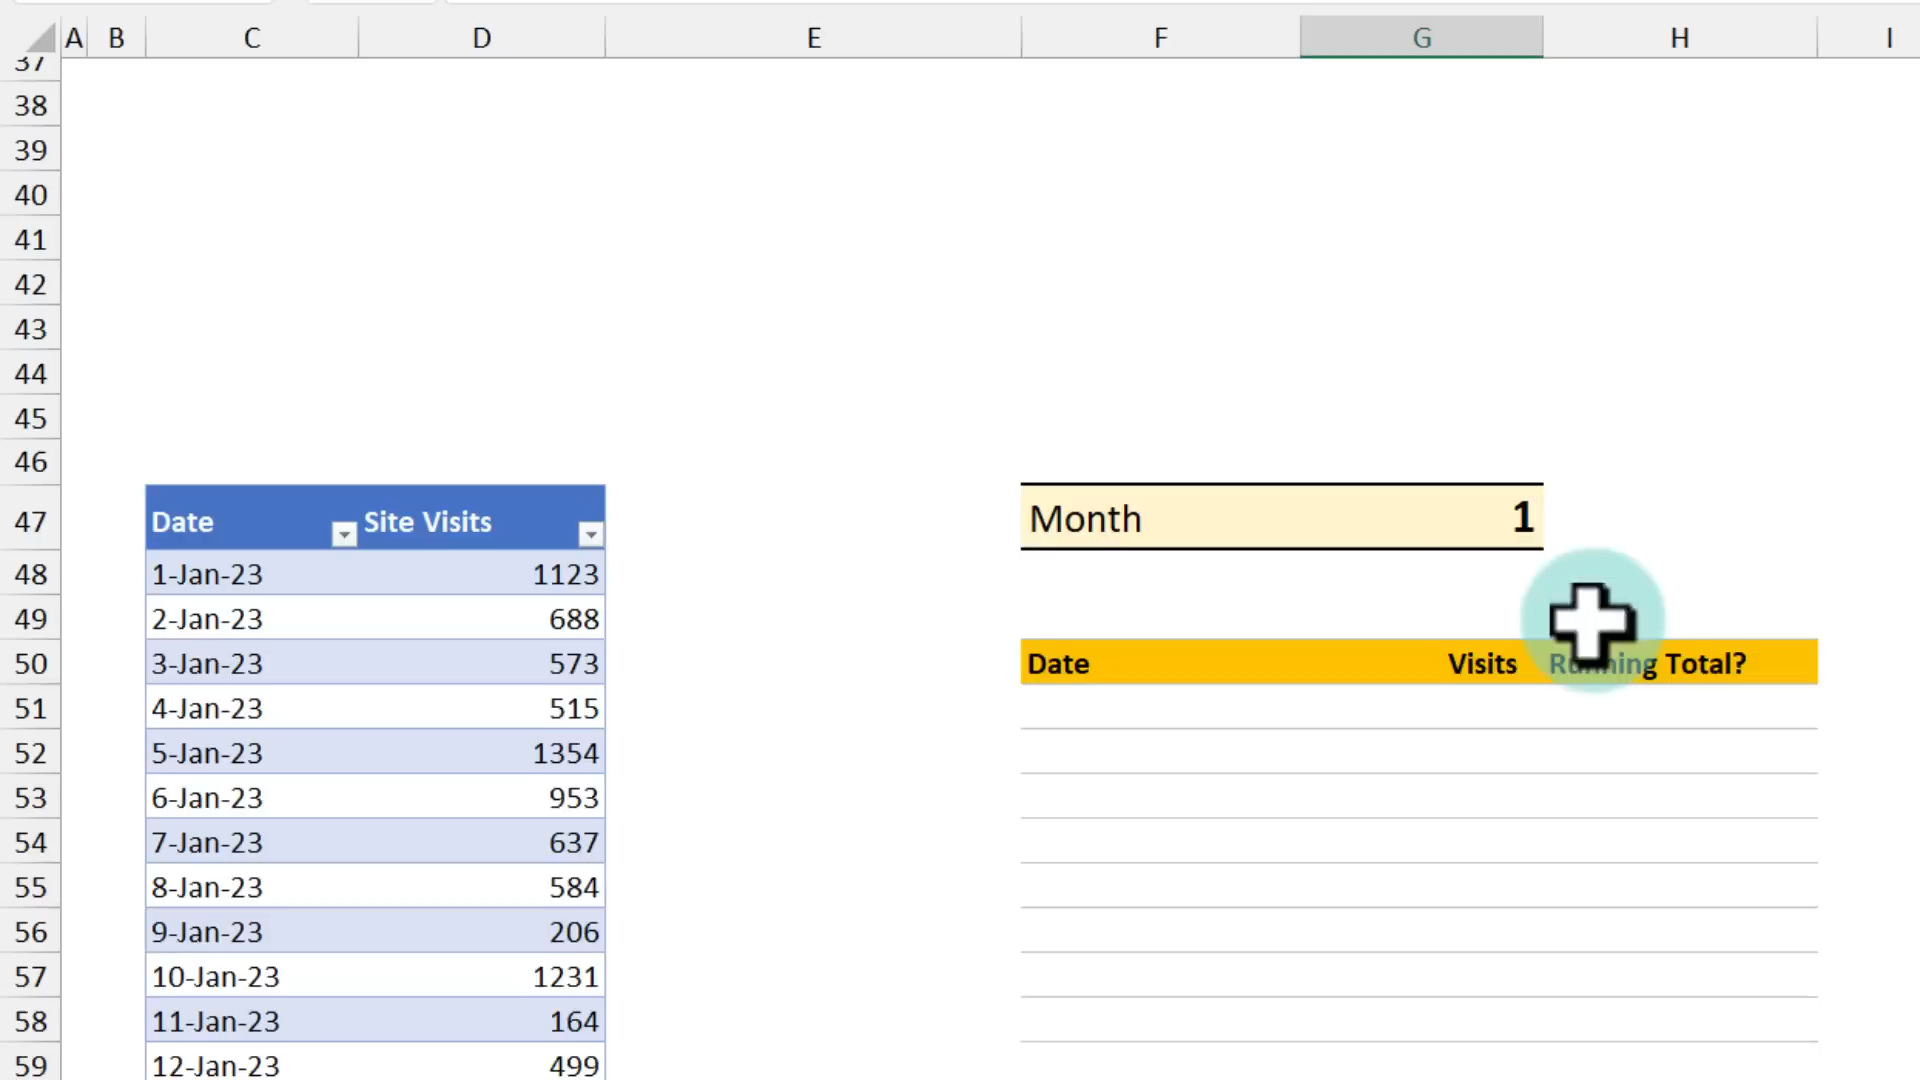 A B C D E F G H I
37
38
39
40
41
42
43
44
45
46
47 Date Site Visits Month 1
48 1-Jan-23 1123
49 2-Jan-23 688
50 3-Jan-23 573 Date Visits Running Total?
51 4-Jan-23 515
52 5-Jan-23 1354
53 6-Jan-23 953
54 7-Jan-23 637
55 8-Jan-23 584
56 9-Jan-23 206
57 10-Jan-23 1231
58 11-Jan-23 164
59 12-Jan-23 499